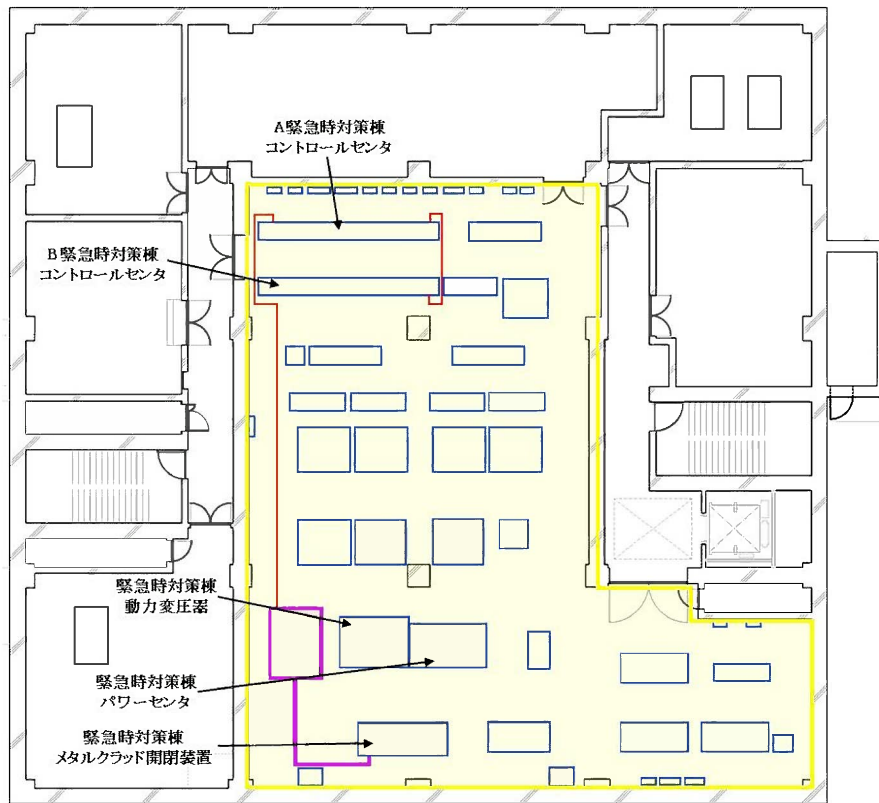 A緊急時対策棟
コントロールセンタ
B緊急時対策棟
コントロールセンタ
緊急時対策棟
動力変圧器
緊急時対策棟
パワーセンタ
緊急時対策棟
メタルクラッド開閉装置